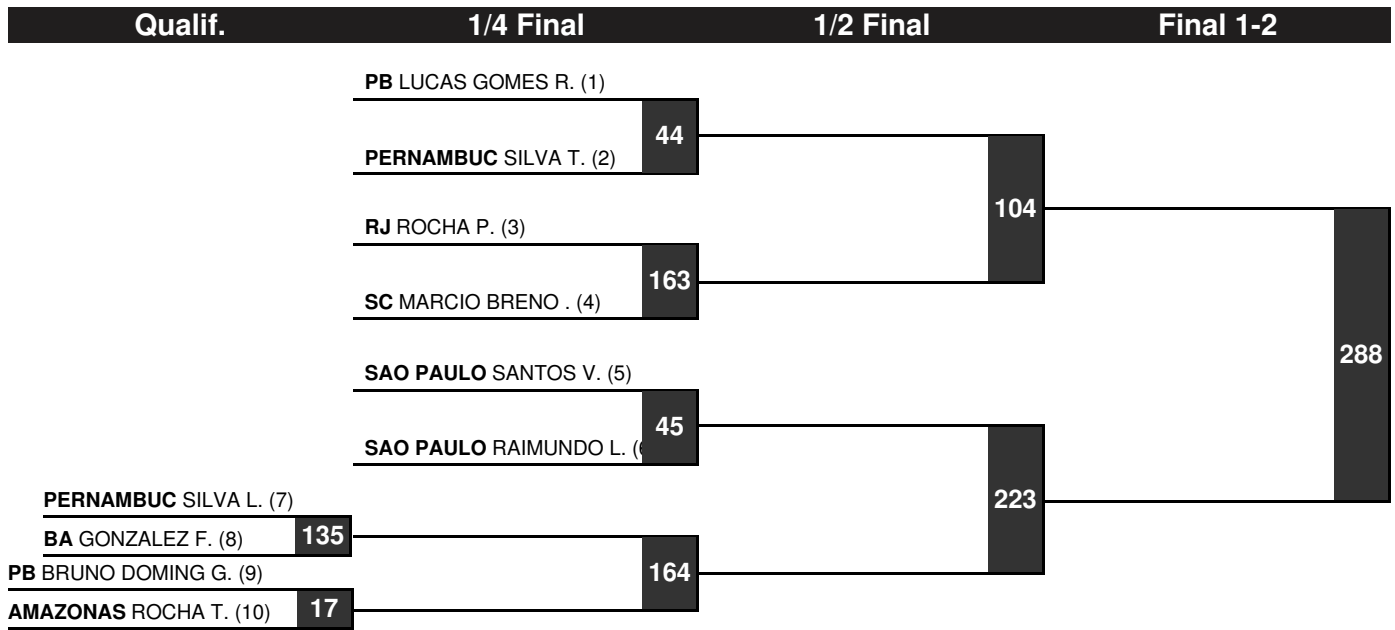 Qualif. 1/4 Final 1/2 Final Final 1-2
PB LUCAS GOMES R. (1)
44
PERNAMBUC SILVA T. (2)
104
RJ ROCHA P. (3)
163
SC MARCIO BRENO . (4)
288
SAO PAULO SANTOS V. (5)
45
SAO PAULO RAIMUNDO L.
PERNAMBUC SILVA L. (7)
223
BA GONZALEZ F. (8) 135
PB BRUNO DOMING G. (9)
164
AMAZONAS ROCHA T. (10) 17